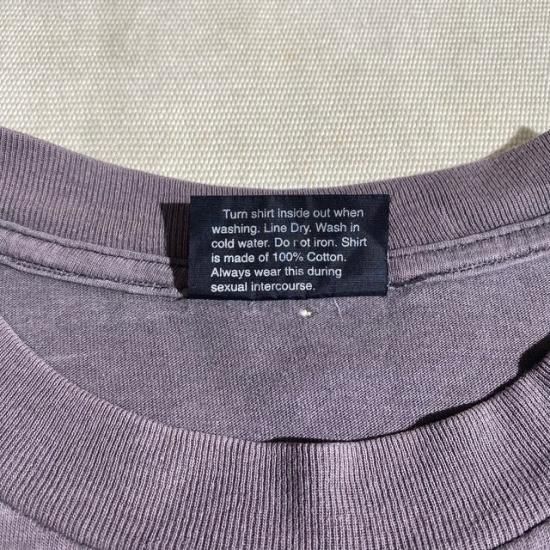 Turn shirt inside out when
washing. Line Dry. Wash in
cold water. Do not iron. Shirt
is made of 100% Cotton.
Always wear this during
sexual intercourse.